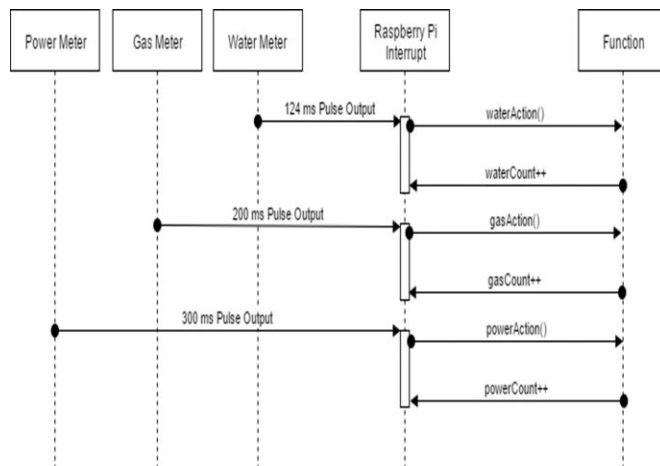 Power Meter
Gas Meter
Water Meter
Raspberry Pi
Interrupt
Function
124 ms Pulse Output
waterAction()
waterCount++
200 ms Pulse Output
gasAction()
gasCount++
300 ms Pulse Output
powerAction()
powerCount++